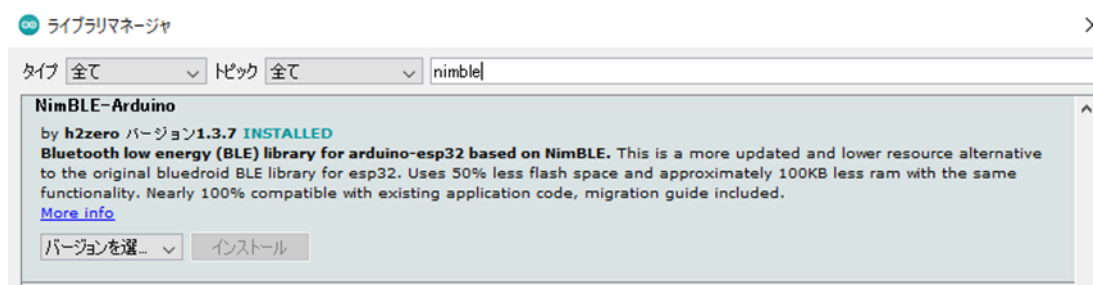 ライブラリマネージャ
タイプ 全て トピック 全て nimble
NimBLE-Arduino
by h2zero バージョン1.3.7 INSTALLED
Bluetooth low energy (BLE) library for arduino-esp32 based on NimBLE. This is a more updated and lower resource alternative
to the original bluedroid BLE library for esp32. Uses 50% less flash space and approximately 100KB less ram with the same
functionality. Nearly 100% compatible with existing application code, migration guide included.
More info
バージョンを選... インストール